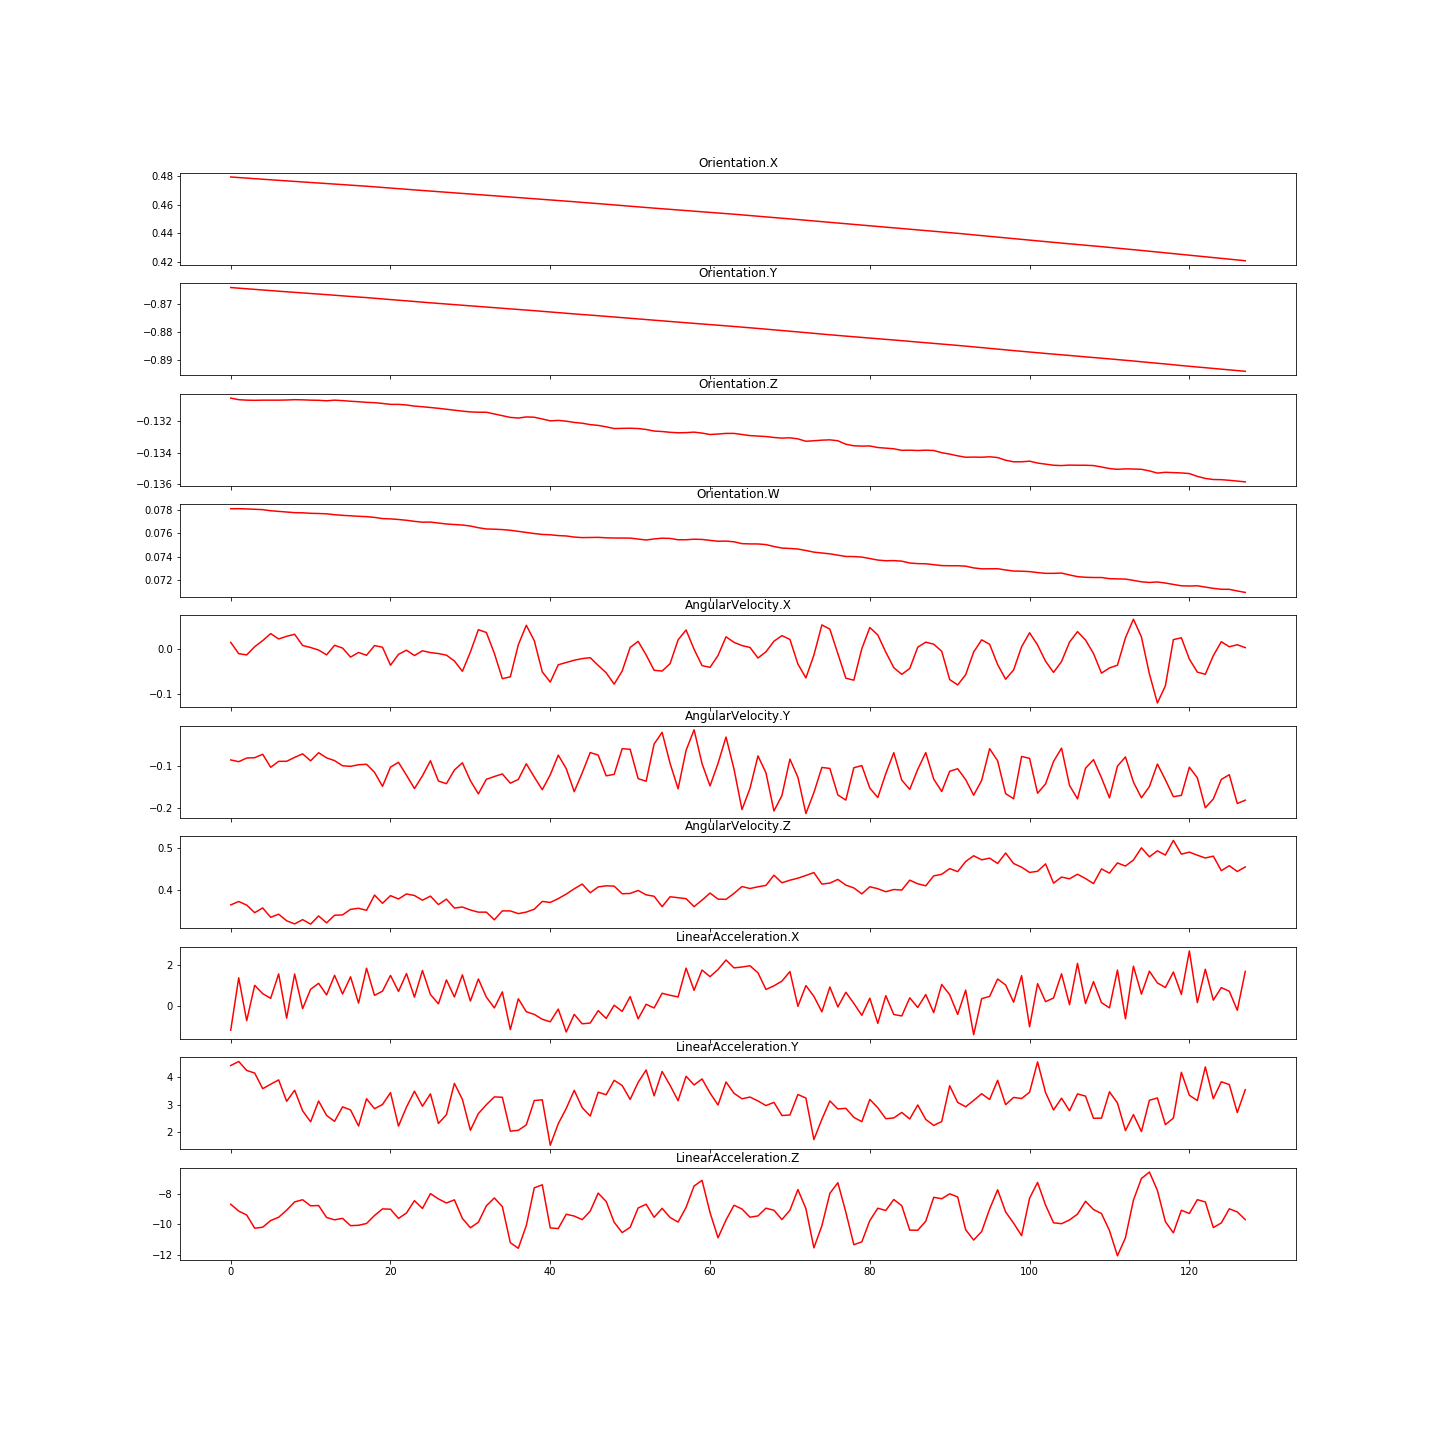 Orientation.X
0.48
0.46
0.44
0.42
Orientation.Y
−0.87
−0.88
−0.89
Orientation.Z
−0.132
−0.134
−0.136
Orientation.W
0.078
0.076
0.074
0.072
AngularVelocity.X
0.0
−0.1
AngularVelocity.Y
−0.1
−0.2
AngularVelocity.Z
0.5
0.4
LinearAcceleration.X
2
0
LinearAcceleration.Y
4
3
2
LinearAcceleration.Z
−8
−10
−12
0 20 40 60 80 100 120